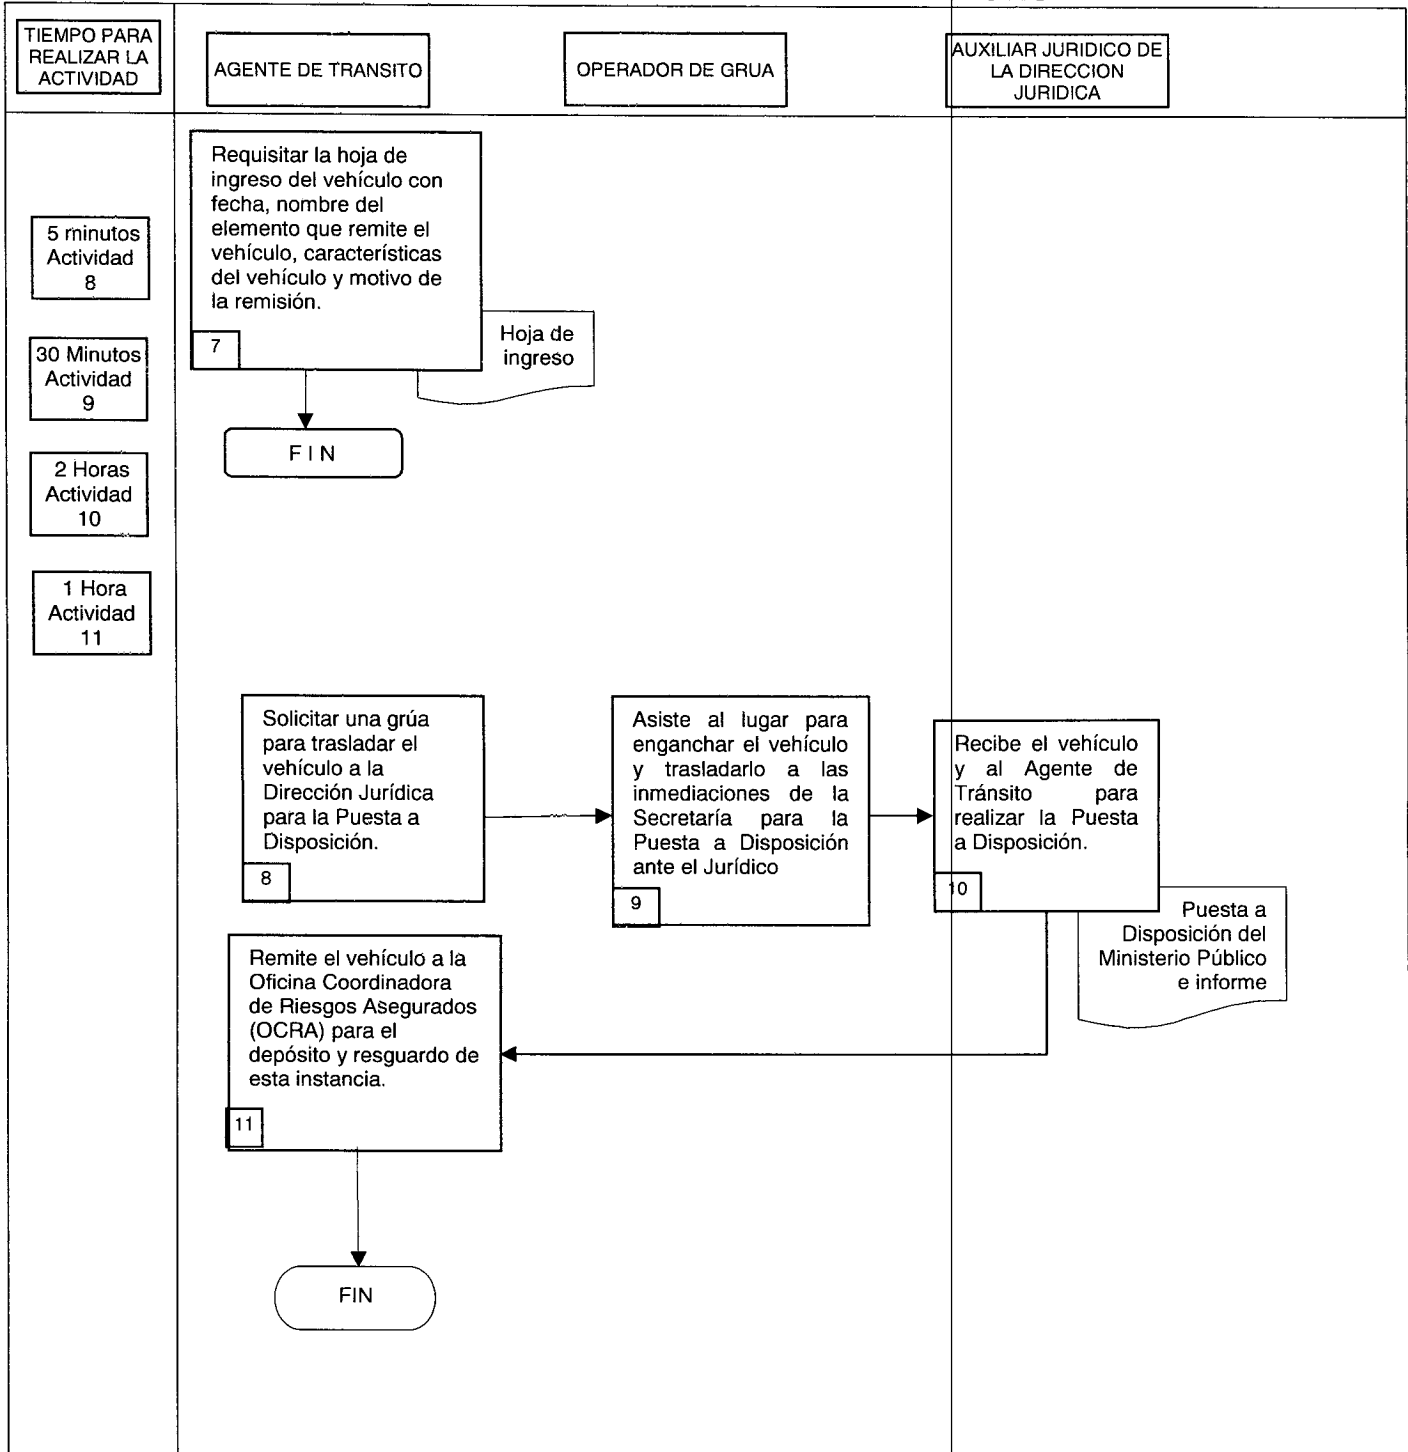 TIEMPO PARA
REALIZAR LA
ACTIVIDAD
AGENTE DE TRANSITO
OPERADOR DE GRUA
AUXILIAR JURIDICO DE
LA DIRECCION
JURIDICA
5 minutos
Actividad
8
30 Minutos
Actividad
9
2 Horas
Actividad
10
1 Hora
Actividad
11
Requisitar la hoja de
ingreso del vehículo con
fecha, nombre del
elemento que remite el
vehículo, características
del vehículo y motivo de
la remisión.
7
Hoja de
ingreso
F I N
Solicitar una grúa
para trasladar el
vehículo a la
Dirección Jurídica
para la Puesta a
Disposición.
8
Asiste al lugar para
enganchar el vehículo
y trasladarlo a las
inmediaciones de la
Secretaría para la
Puesta a Disposición
ante el Jurídico
9
Recibe el vehículo
y al Agente de
Tránsito para
realizar la Puesta
a Disposición.
10
Puesta a
Disposición del
Ministerio Público
e informe
Remite el vehículo a la
Oficina Coordinadora
de Riesgos Asegurados
(OCRA) para el
depósito y resguardo de
esta instancia.
11
FIN